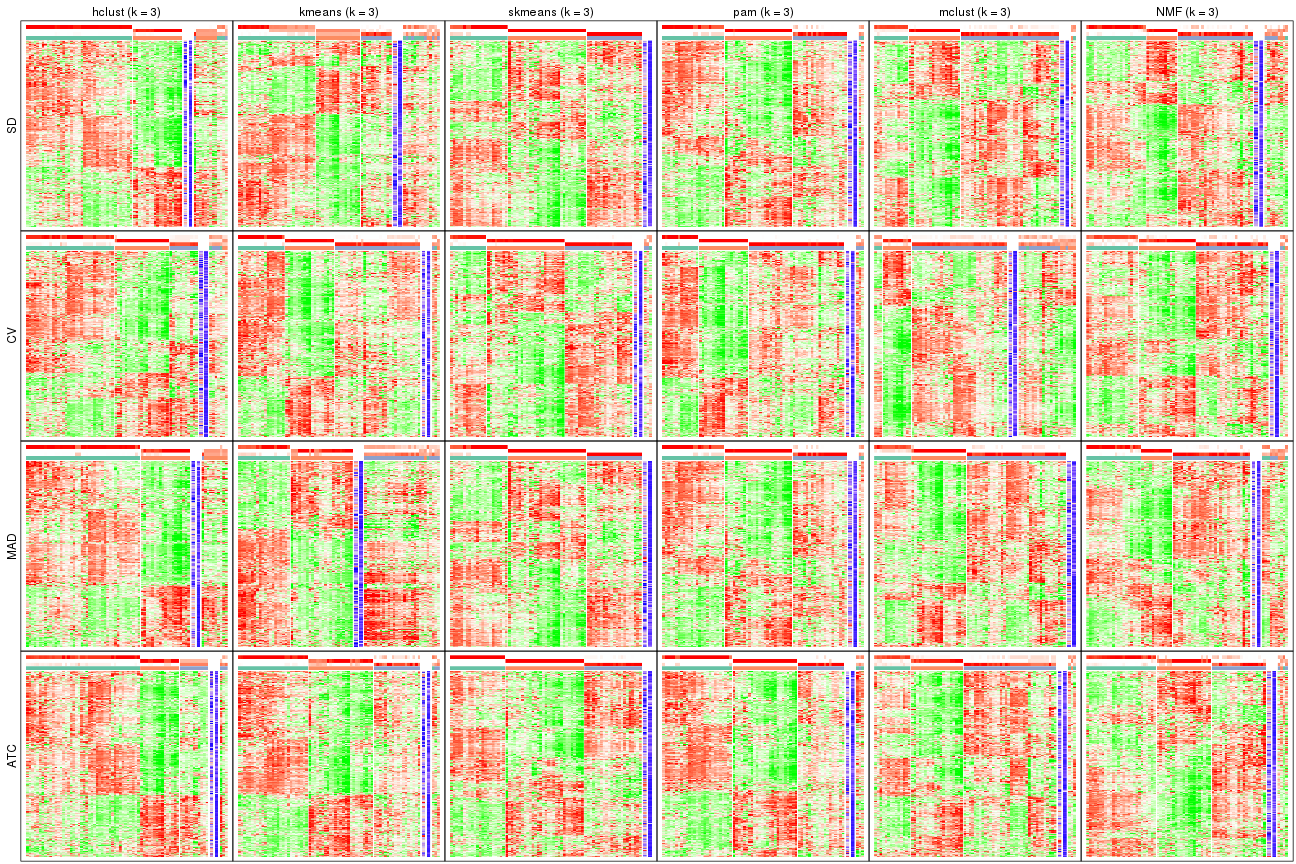 hclust (k = 3) kmeans (k = 3) skmeans (k = 3) pam (k = 3) mclust (k = 3) NMF (k = 3)
SD
CV
MAD
ATC